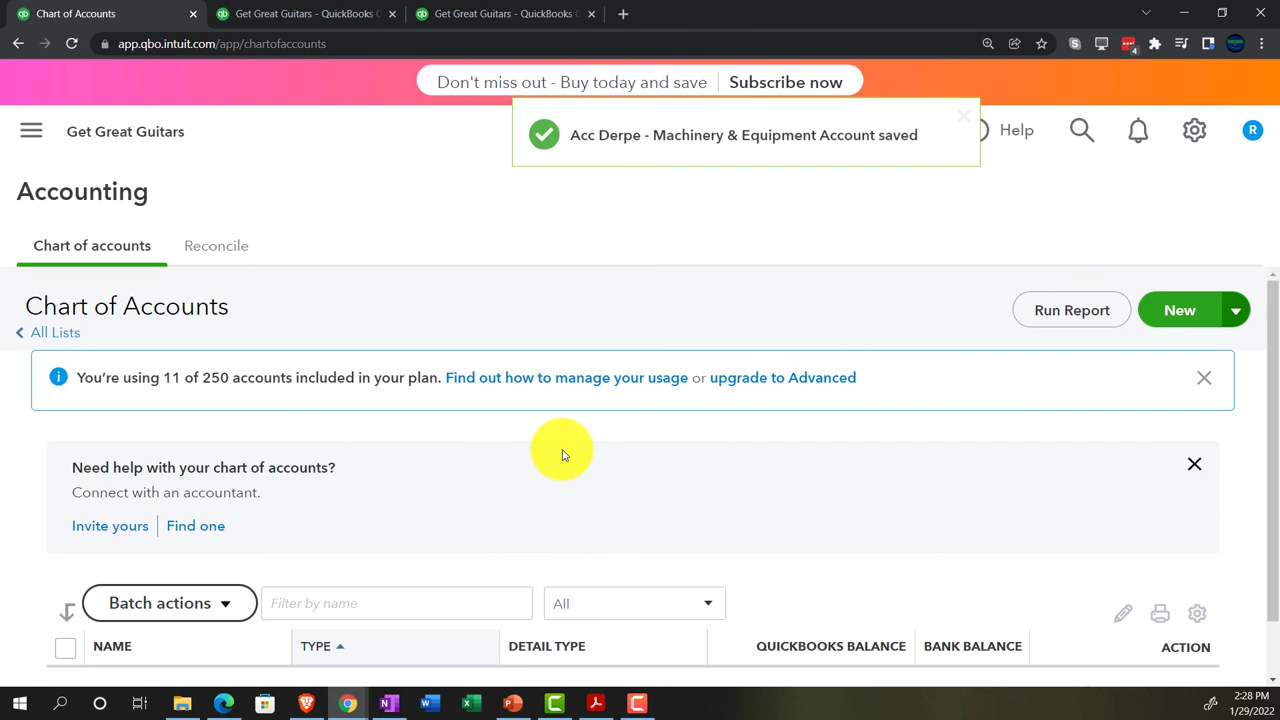 Chart of Accounts
Get Great Guitars - QuickBooks C
Get Great Guitars - QuickBooks C
app.qbo.intuit.com/app/chartofaccounts
4
Don't miss out - Buy today and save
Subscribe now
Get Great Guitars
Acc Derpe - Machinery & Equipment Account saved
Help
R
Accounting
Chart of accounts
Reconcile
Chart of Accounts
All Lists
Run Report
New
You're using 11 of 250 accounts included in your plan. Find out how to manage your usage or upgrade to Advanced
Need help with your chart of accounts?
Connect with an accountant.
Invite yours
Find one
Batch actions
Filter by name
All
NAME
TYPE
DETAIL TYPE
QUICKBOOKS BALANCE
BANK BALANCE
ACTION
2:28 PM
1/29/2022